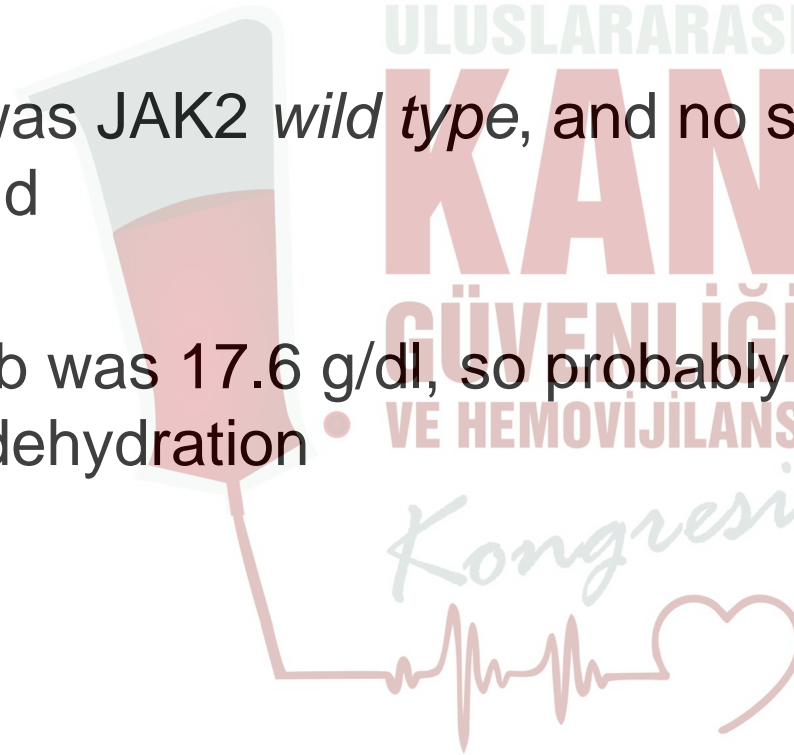 ULUSLARARASI
was JAK2 wild type, and no s
d
KAN
b was 17.6 g/dl, so probably
GÜVENLİĞİ
dehydration
VE HEMOVİJİLANS
Kongresi